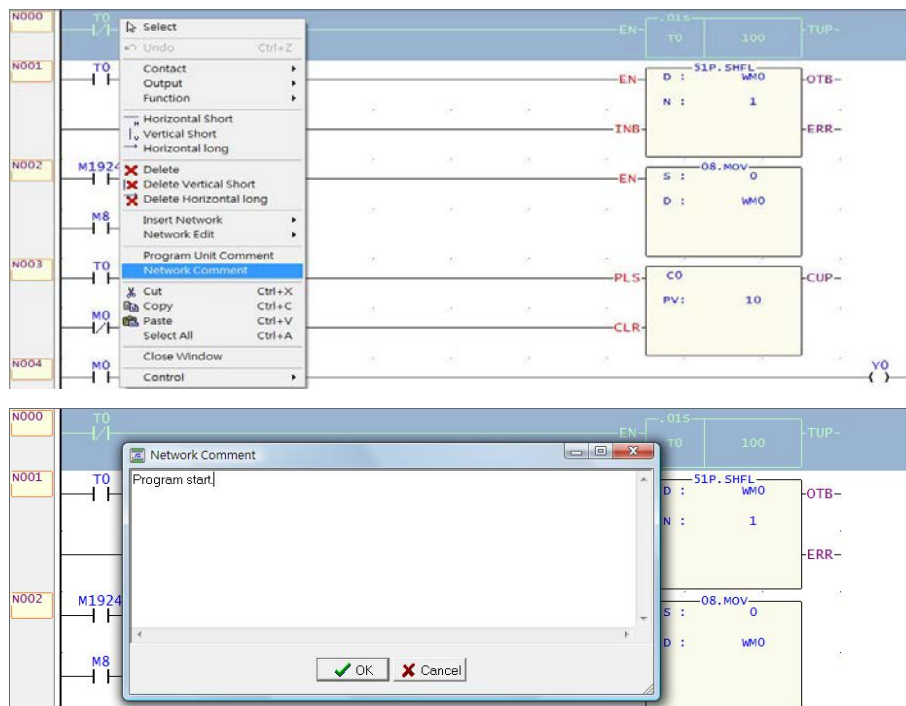 N000 T0 EN .01S T0 100 TUP
Select
Undo Ctrl+Z
N001 T0 EN 51P.SHFL D : WM0 OTB
Contact
Output
Function
N : 1
INB ERR
Horizontal Short
Vertical Short
Horizontal long
N002 M1924 EN 08.MOV S : 0
Delete
Delete Vertical Short
Delete Horizontal long
D : WM0
M8
Insert Network
Network Edit
Program Unit Comment
N003 T0 PLS C0 CUP
Network Comment
Cut Ctrl+X
Copy Ctrl+C
PV: 10
M0 CLR
Paste Ctrl+V
Select All Ctrl+A
Close Window
N004 M0 Y0
Control
N000 T0 EN .01S T0 100 TUP
Network Comment
N001 T0 51P.SHFL D : WM0 OTB
Program start
N : 1
ERR
N002 M1924 08.MOV S : 0
D : WM0
M8
OK Cancel